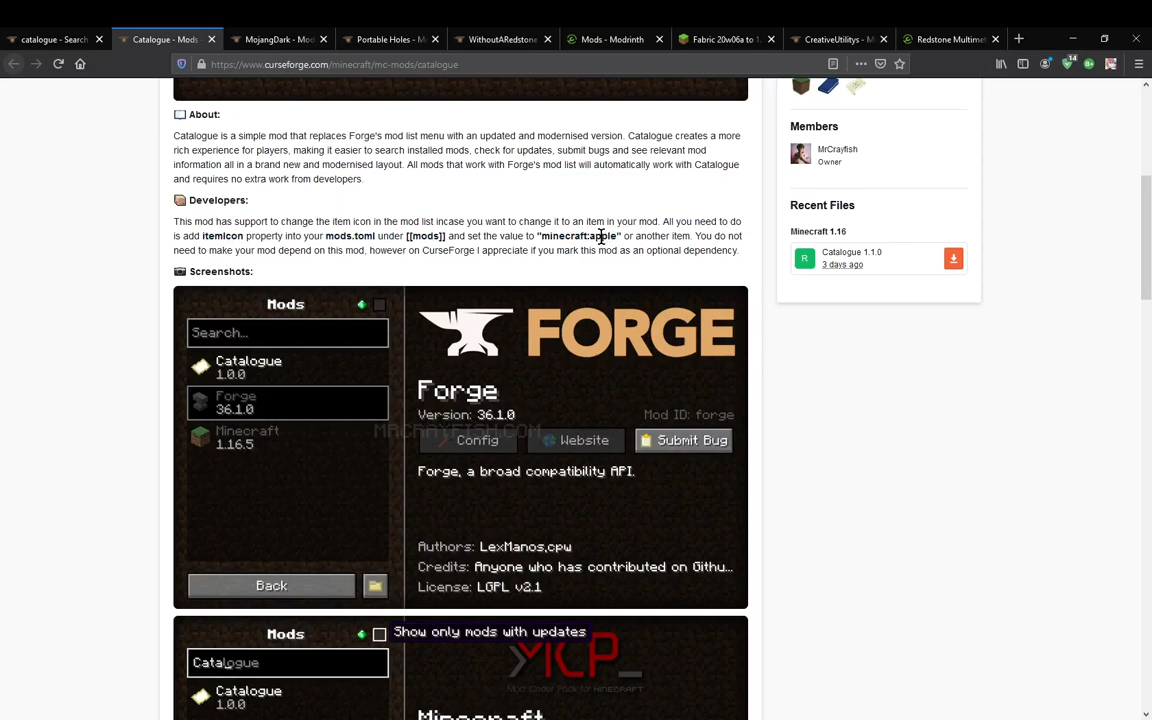 catalogue - Search
Catalogue - Mods -
MojangDark - Mod
Portable Holes - M
WithoutARedstone
Mods - Modrinth
Fabric 20w06a to 1.
CreativeUtilitys - M
Redstone Multimet
https://www.curseforge.com/minecraft/mc-mods/catalogue
About:
Catalogue is a simple mod that replaces Forge's mod list menu with an updated and modernised version. Catalogue creates a more
rich experience for players, making it easier to search installed mods, check for updates, submit bugs and see relevant mod
information all in a brand new and modernised layout. All mods that work with Forge's mod list will automatically work with Catalogue
and requires no extra work from developers.
Developers:
This mod has support to change the item icon in the mod list incase you want to change it to an item in your mod. All you need to do
is add itemIcon property into your mods.toml under [[mods]] and set the value to "minecraft:apple" or another item. You do not
need to make your mod depend on this mod, however on CurseForge I appreciate if you mark this mod as an optional dependency.
Screenshots:
Mods
Search...
Catalogue
1.0.0
Forge
36.1.0
Minecraft
1.16.5
Back
FORGE
Forge
Version: 36.1.0
Mod ID: forge
MRCRAYFISH.COM
Config
Website
Submit Bug
Forge, a broad compatibility API.
Authors: LexManos,cpw
Credits: Anyone who has contributed on Githu...
License: LGPL v2.1
Mods
Show only mods with updates
Cata_logue
Catalogue
1.0.0
MCP_
Mod Coder Pack for MINECRAFT
Minecraft
Members
MrCrayfish
Owner
Recent Files
Minecraft 1.16
R
Catalogue 1.1.0
3 days ago